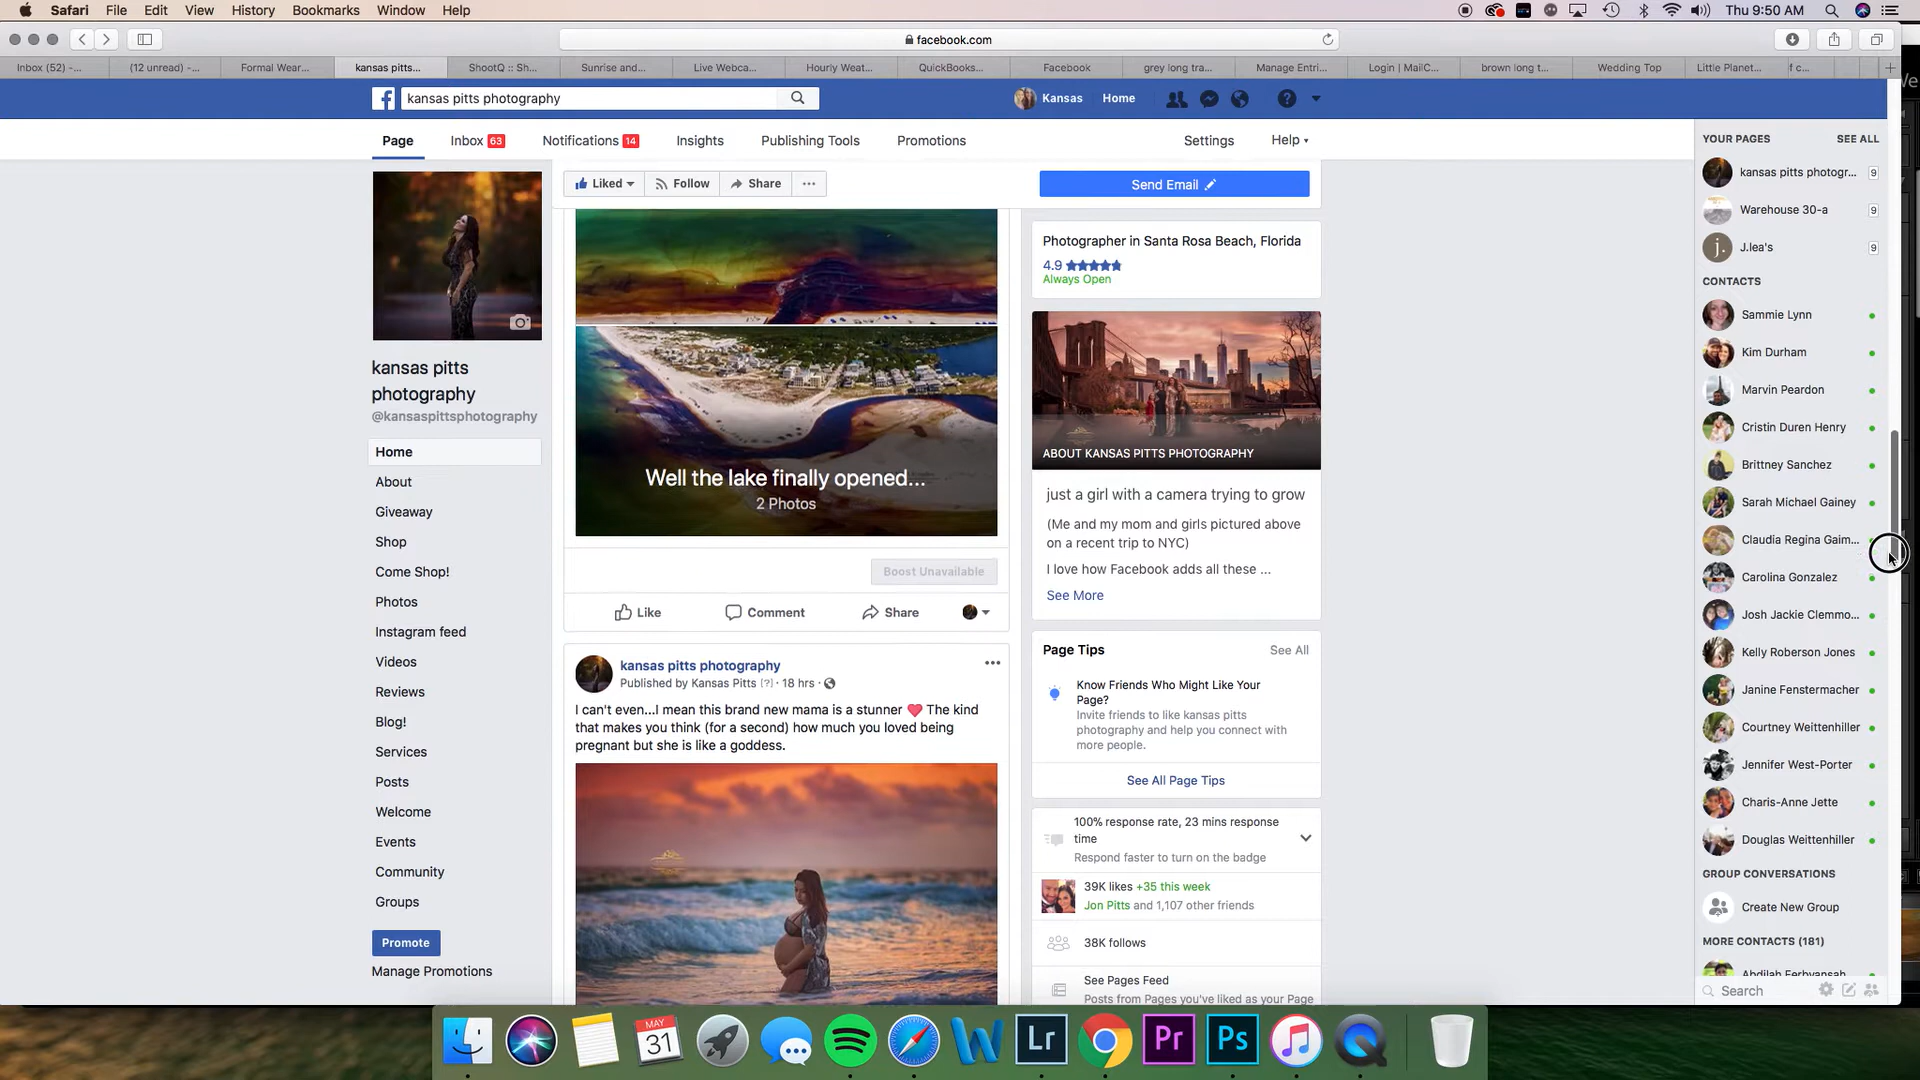 Safari File Edit View History Bookmarks Window Help
Thu 9:50 AM
facebook.com
Inbox (52) –...
(12 unread) –...
Formal Wear...
kansas pitts...
ShootQ :: Sh...
Sunrise and...
Live Webca...
Hourly Weat...
QuickBooks...
Facebook
grey long tra...
Manage Entri...
Login | MailC...
brown long t...
Wedding Top
Little Planet...
f c...
kansas pitts photography
Kansas
Home
Page
Inbox 63
Notifications 14
Insights
Publishing Tools
Promotions
Settings
Help
Liked
Follow
Share
Send Email
kansas pitts
photography
@kansaspittsphotography
Home
About
Giveaway
Shop
Come Shop!
Photos
Instagram feed
Videos
Reviews
Blog!
Services
Posts
Welcome
Events
Community
Groups
Promote
Manage Promotions
Well the lake finally opened...
2 Photos
Boost Unavailable
Like
Comment
Share
kansas pitts photography
Published by Kansas Pitts [?] · 18 hrs ·
I can't even...I mean this brand new mama is a stunner ❤ The kind
that makes you think (for a second) how much you loved being
pregnant but she is like a goddess.
Photographer in Santa Rosa Beach, Florida
4.9 ★★★★★
Always Open
ABOUT KANSAS PITTS PHOTOGRAPHY
just a girl with a camera trying to grow
(Me and my mom and girls pictured above
on a recent trip to NYC)
I love how Facebook adds all these ...
See More
Page Tips
See All
Know Friends Who Might Like Your
Page?
Invite friends to like kansas pitts
photography and help you connect with
more people.
See All Page Tips
100% response rate, 23 mins response
time
Respond faster to turn on the badge
39K likes +35 this week
Jon Pitts and 1,107 other friends
38K follows
See Pages Feed
Posts from Pages you've liked as your Page
YOUR PAGES
SEE ALL
kansas pitts photogr... 9
Warehouse 30-a 9
j. J.lea's 9
CONTACTS
Sammie Lynn
Kim Durham
Marvin Peardon
Cristin Duren Henry
Brittney Sanchez
Sarah Michael Gainey
Claudia Regina Gaim...
Carolina Gonzalez
Josh Jackie Clemmo...
Kelly Roberson Jones
Janine Fenstermacher
Courtney Weittenhiller
Jennifer West-Porter
Charis-Anne Jette
Douglas Weittenhiller
GROUP CONVERSATIONS
Create New Group
MORE CONTACTS (181)
Search
MAY
31
W
Lr
Pr
Ps